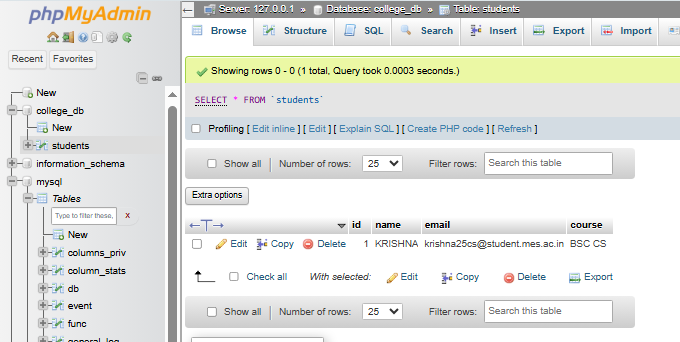 phpMyAdmin
Recent Favorites
New
college_db
New
students
information_schema
mysql
Tables
Type to filter these, X
New
columns_priv
column_stats
db
event
func
general_log
Server: 127.0.0.1 » Database: college_db » Table: students
Browse Structure SQL Search Insert Export Import
Showing rows 0 - 0 (1 total, Query took 0.0003 seconds.)
SELECT * FROM `students`
Profiling [ Edit inline ] [ Edit ] [ Explain SQL ] [ Create PHP code ] [ Refresh ]
Show all Number of rows: 25 Filter rows: Search this table
Extra options
id name email course
Edit Copy Delete 1 KRISHNA krishna25cs@student.mes.ac.in BSC CS
Check all With selected: Edit Copy Delete Export
Show all Number of rows: 25 Filter rows: Search this table